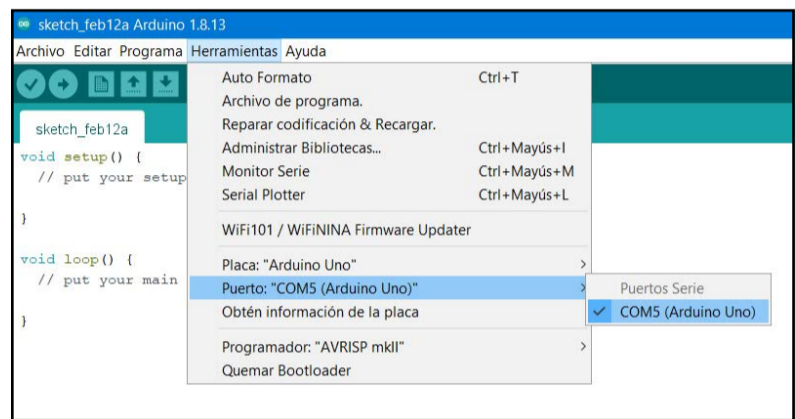 sketch_feb12a Arduino 1.8.13
Archivo Editar Programa Herramientas Ayuda
sketch_feb12a
void setup() {
// put your setup
}
void loop() {
// put your main
}
Auto Formato Ctrl+T
Archivo de programa.
Reparar codificación & Recargar.
Administrar Bibliotecas... Ctrl+Mayús+I
Monitor Serie Ctrl+Mayús+M
Serial Plotter Ctrl+Mayús+L
WiFi101 / WiFiNINA Firmware Updater
Placa: "Arduino Uno"
Puerto: "COM5 (Arduino Uno)"
Obtén información de la placa
Programador: "AVRISP mkII"
Quemar Bootloader
Puertos Serie
COM5 (Arduino Uno)